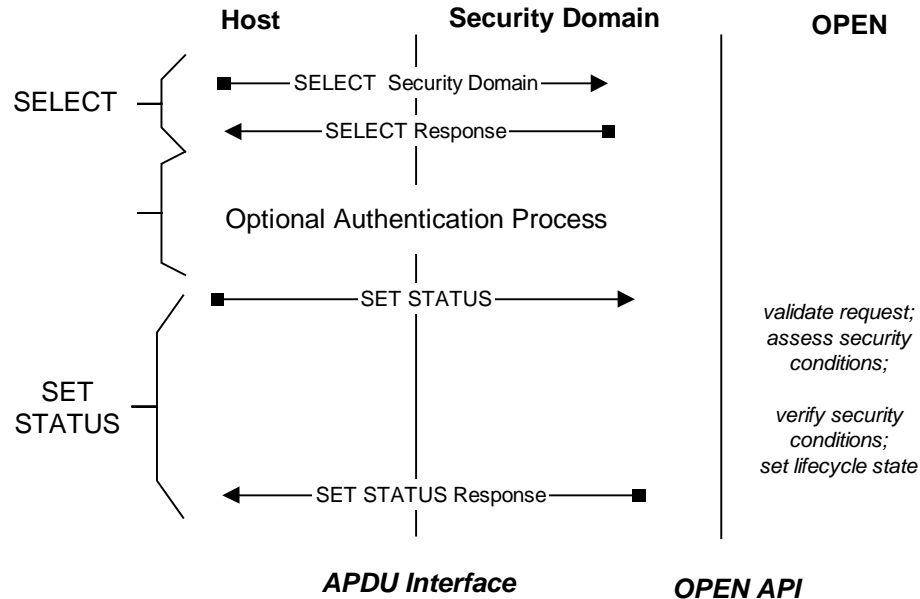 Host
Security Domain
OPEN
SELECT
SELECT Security Domain
SELECT Response
Optional Authentication Process
SET STATUS
validate request;
assess security
conditions;
SET
STATUS
verify security
conditions;
set lifecycle state
SET STATUS Response
APDU Interface
OPEN API